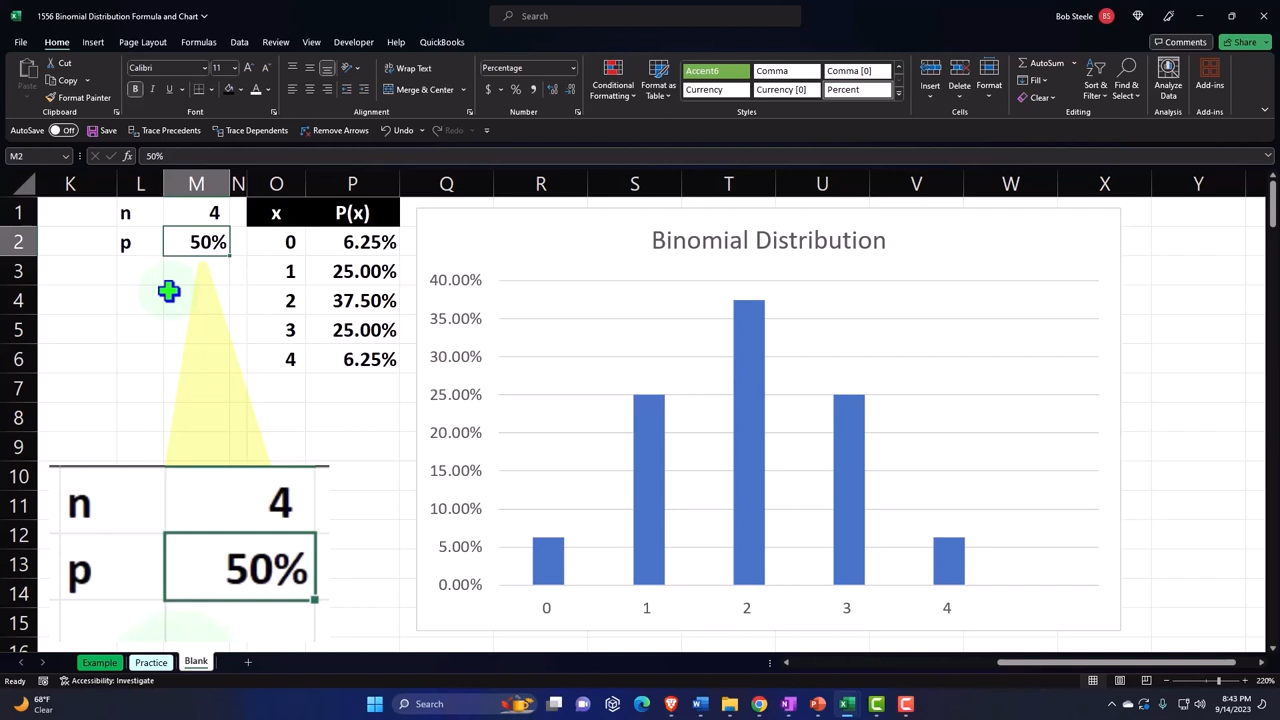 1556 Binomial Distribution Formula and Chart
Search
Bob Steele
BS
File Home Insert Page Layout Formulas Data Review View Developer Help QuickBooks
Comments
Share
Cut
Copy
Format Painter
Paste
Clipboard
Calibri
11
B I U
Font
Wrap Text
Merge & Center
Alignment
Percentage
Number
Conditional Formatting
Format as Table
Accent6 Comma Comma [0]
Currency Currency [0] Percent
Styles
Insert Delete Format
Cells
AutoSum
Fill
Clear
Sort & Filter
Find & Select
Editing
Analyze Data
Analysis
Add-ins
Add-ins
AutoSave Off Save Trace Precedents Trace Dependents Remove Arrows Undo Redo
M2
fx
50%
K L M N O P Q R S T U V W X Y
1 n 4 x P(x)
2 p 50% 0 6.25%
3 1 25.00%
4 2 37.50%
5 3 25.00%
6 4 6.25%
7
8
9
10
11
12
13
14
15
16
n 4
p 50%
Binomial Distribution
40.00%
35.00%
30.00%
25.00%
20.00%
15.00%
10.00%
5.00%
0.00%
0 1 2 3 4
Example Practice Blank
Ready
Accessibility: Investigate
220%
68°F
Clear
Search
8:43 PM
9/14/2023